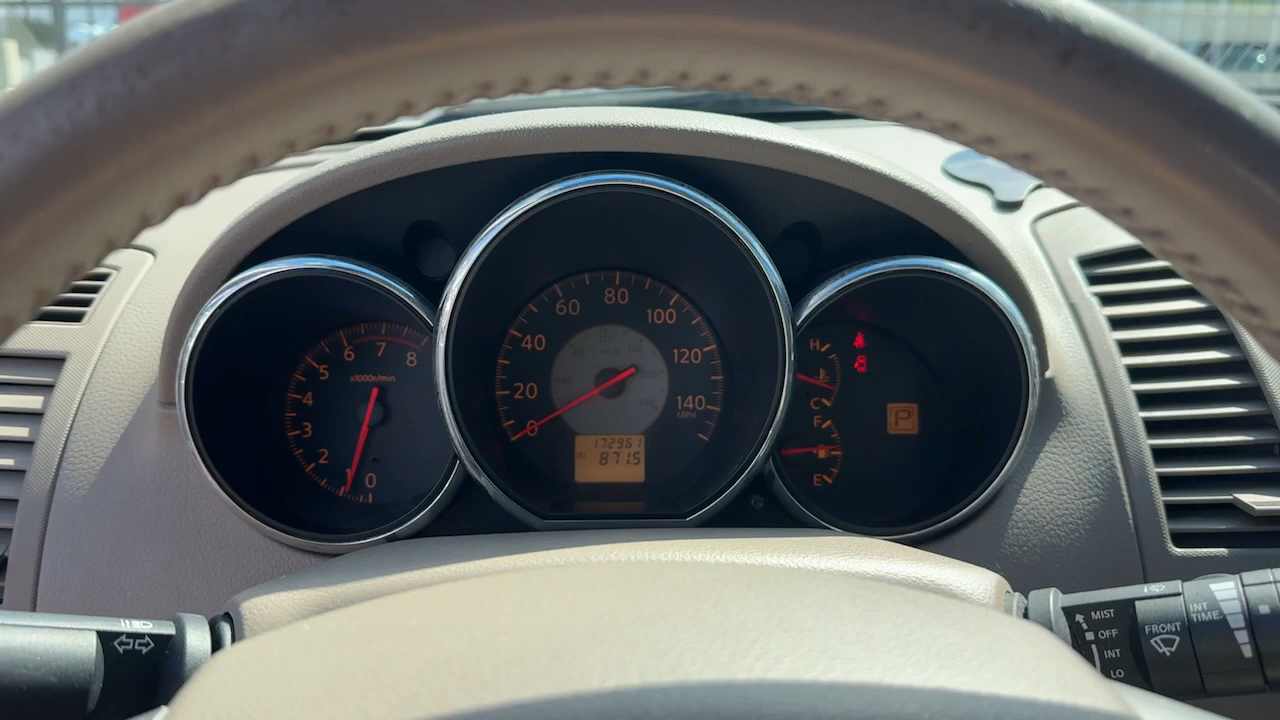 6 7 8
5
4
3
2
1
0
x1000r/min
0
20
40
60
80
100
120
140
MPH
172961
871.5
H
C
F
E
P
MIST
OFF
INT
LO
FRONT
INT
TIME